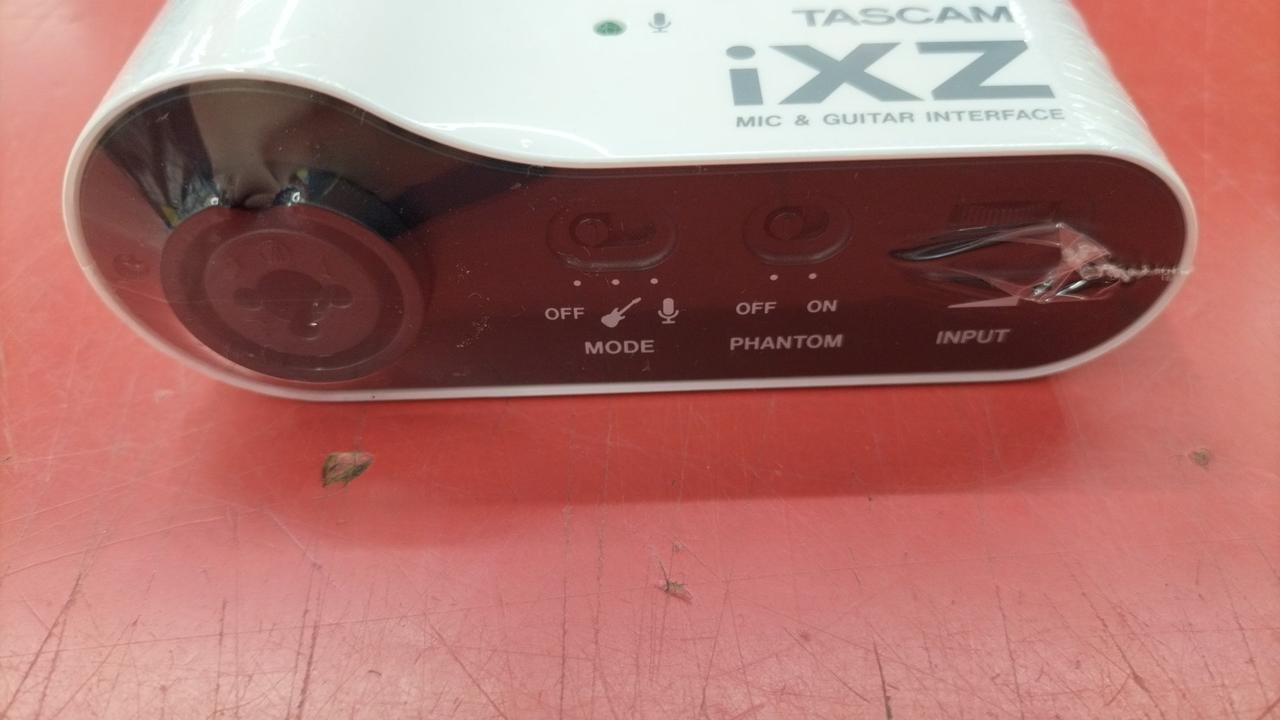 TASCAM
iXZ
MIC & GUITAR INTERFACE
OFF
MODE
OFF ON
PHANTOM
INPUT